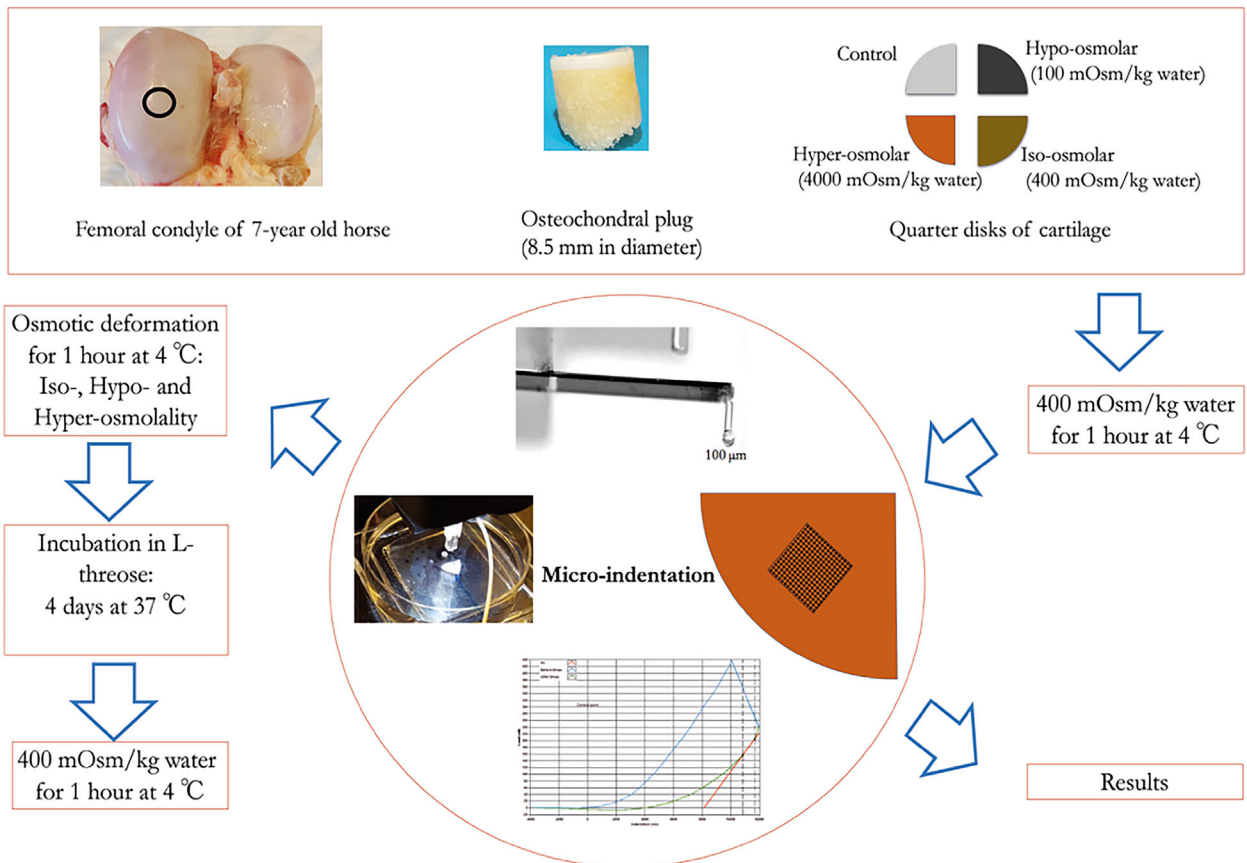 Control
Hypo-osmolar
(100 mOsm/kg water)
Hyper-osmolar
(4000 mOsm/kg water)
Iso-osmolar
(400 mOsm/kg water)
Femoral condyle of 7-year old horse
Osteochondral plug
(8.5 mm in diameter)
Quarter disks of cartilage
Osmotic deformation
for 1 hour at 4 ℃:
Iso-, Hypo- and
Hyper-osmolality
400 mOsm/kg water
for 1 hour at 4 ℃
100 μm
Incubation in L-
threose:
4 days at 37 ℃
Micro-indentation
400 mOsm/kg water
for 1 hour at 4 ℃
Contact point
Indentation (nm)
Results